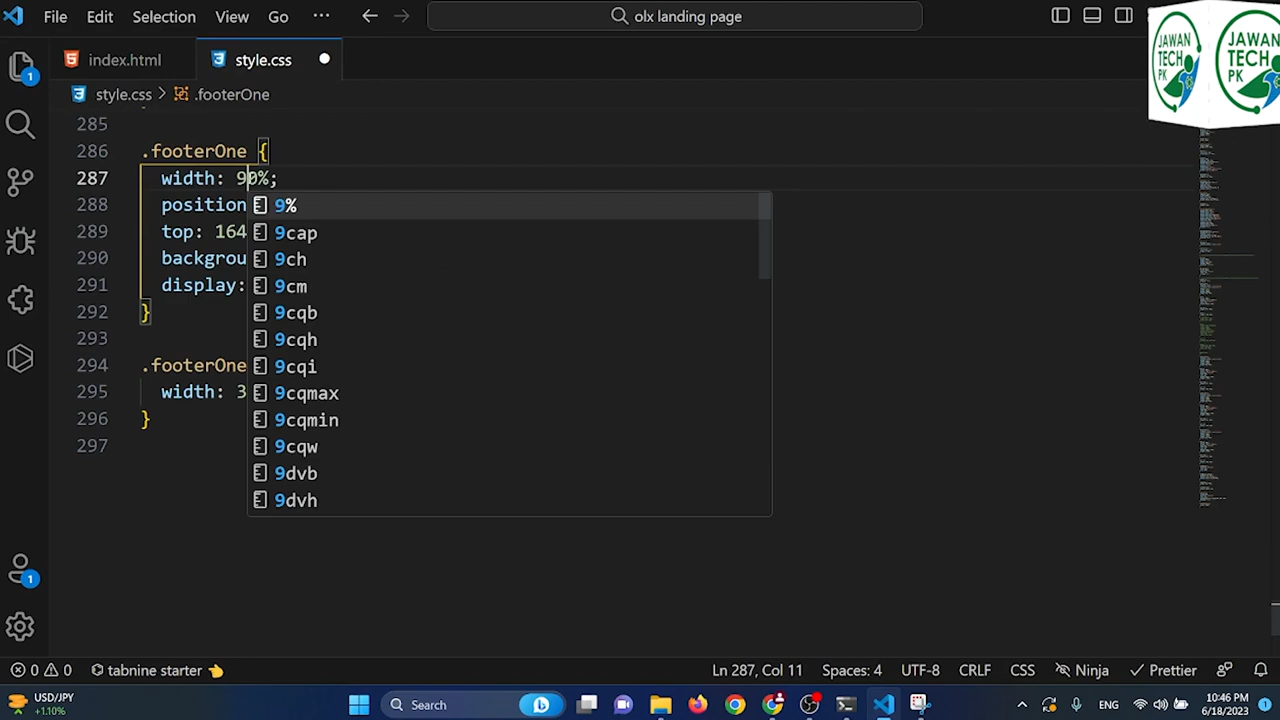 File Edit Selection View Go ··· olx landing page
JAWAN TECH PK
JAWAN TECH PK
index.html style.css
style.css > .footerOne
285
286 .footerOne {
287 width: 90%;
288 position
289 top: 164
290 backgrou
291 display:
292 }
293
294 .footerOne
295 width: 3
296 }
297
9%
9cap
9ch
9cm
9cqb
9cqh
9cqi
9cqmax
9cqmin
9cqw
9dvb
9dvh
1
1
0 0 tabnine starter Ln 287, Col 11 Spaces: 4 UTF-8 CRLF CSS Ninja Prettier
USD/JPY
+1.10%
Search
ENG
10:46 PM
6/18/2023
1